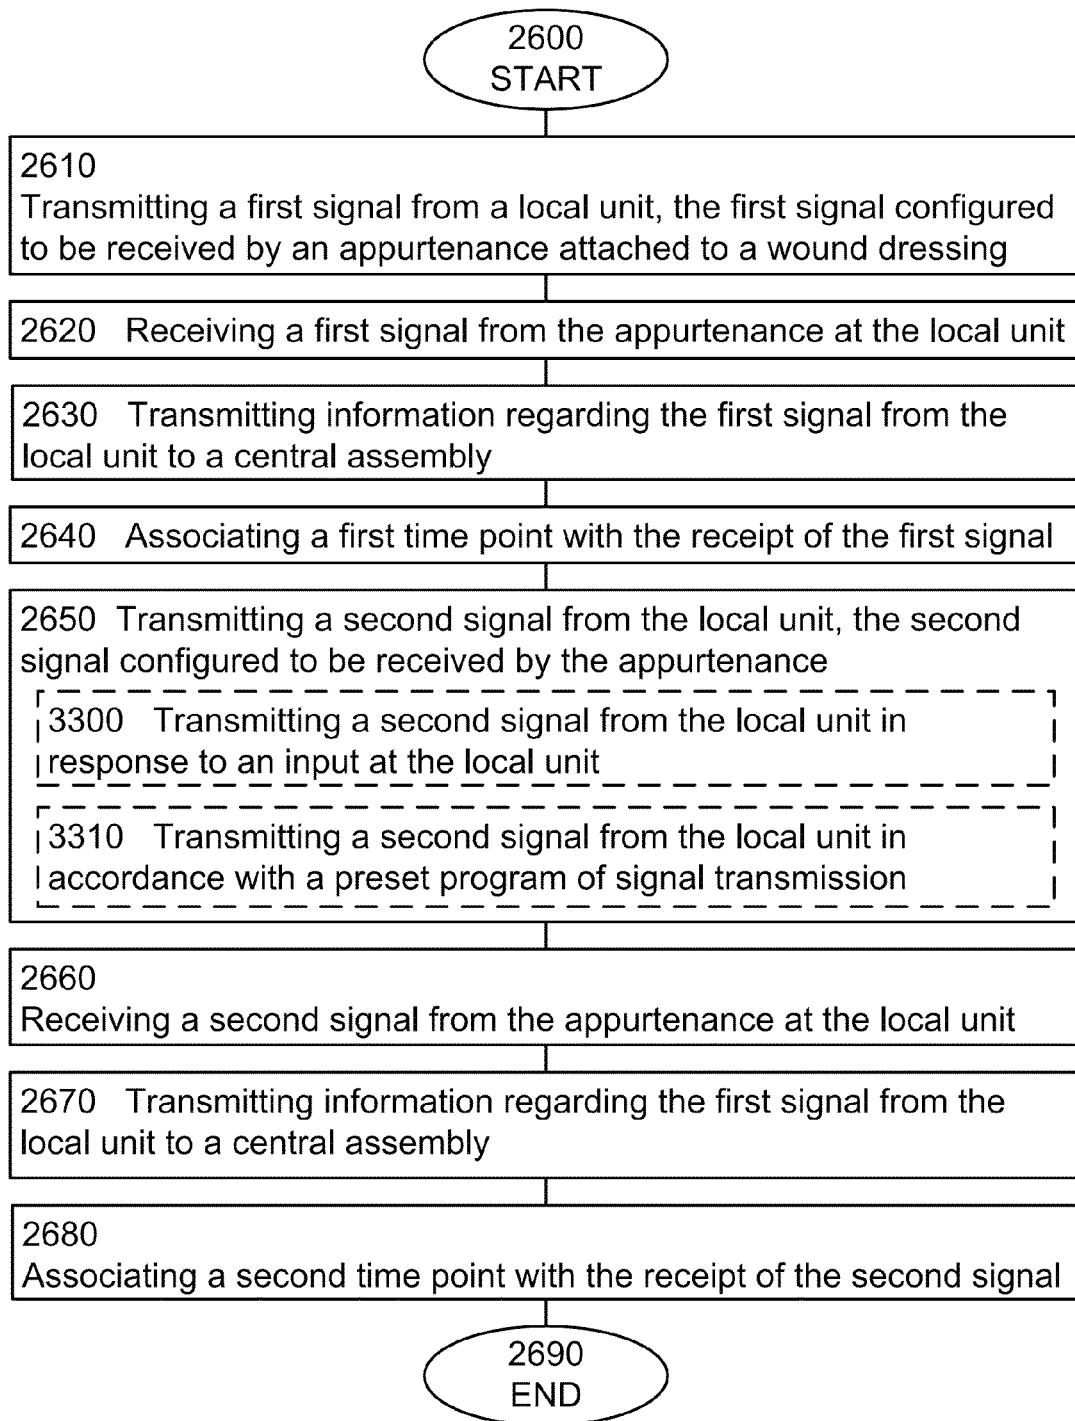 2600
START
2610
Transmitting a first signal from a local unit, the first signal configured
to be received by an appurtenance attached to a wound dressing
2620 Receiving a first signal from the appurtenance at the local unit
2630 Transmitting information regarding the first signal from the
local unit to a central assembly
2640 Associating a first time point with the receipt of the first signal
2650 Transmitting a second signal from the local unit, the second
signal configured to be received by the appurtenance
3300 Transmitting a second signal from the local unit in
response to an input at the local unit
3310 Transmitting a second signal from the local unit in
accordance with a preset program of signal transmission
2660
Receiving a second signal from the appurtenance at the local unit
2670 Transmitting information regarding the first signal from the
local unit to a central assembly
2680
Associating a second time point with the receipt of the second signal
2690
END